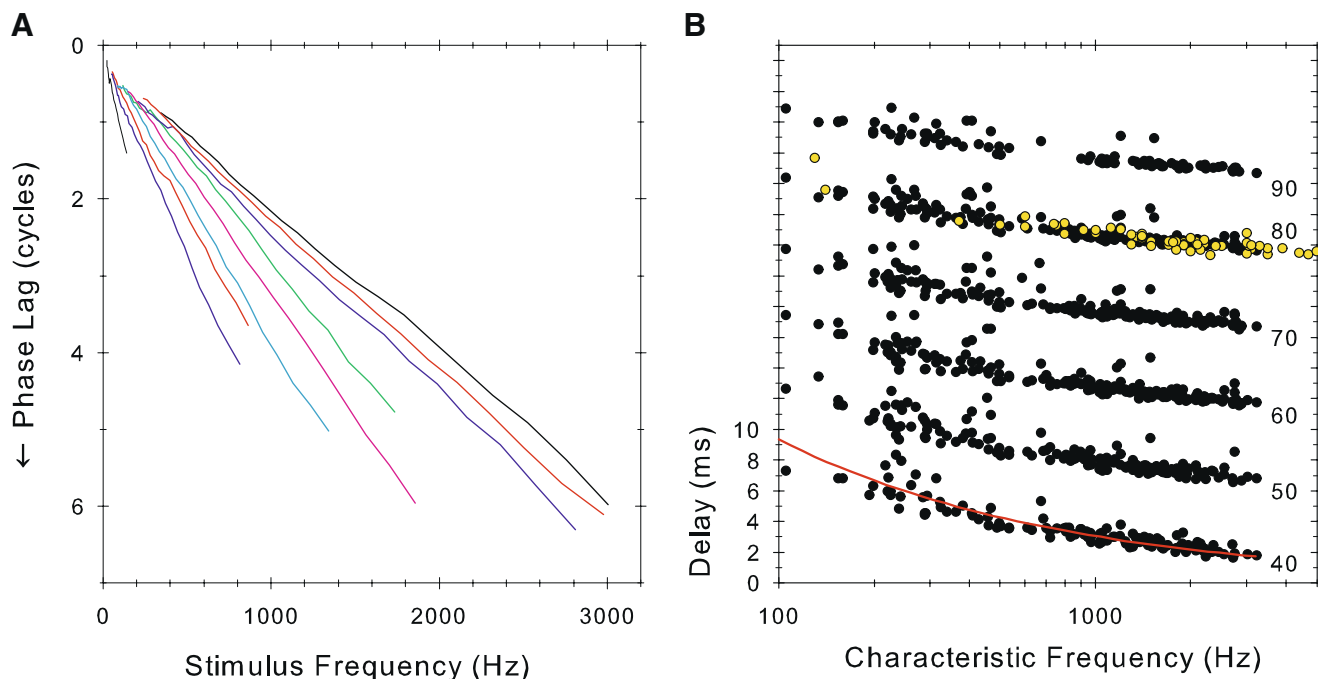 A
0
2
4
6
← Phase Lag (cycles)
0 1000 2000 3000
Stimulus Frequency (Hz)
B
90
80
70
60
50
40
10
8
6
4
2
0
Delay (ms)
100 1000
Characteristic Frequency (Hz)